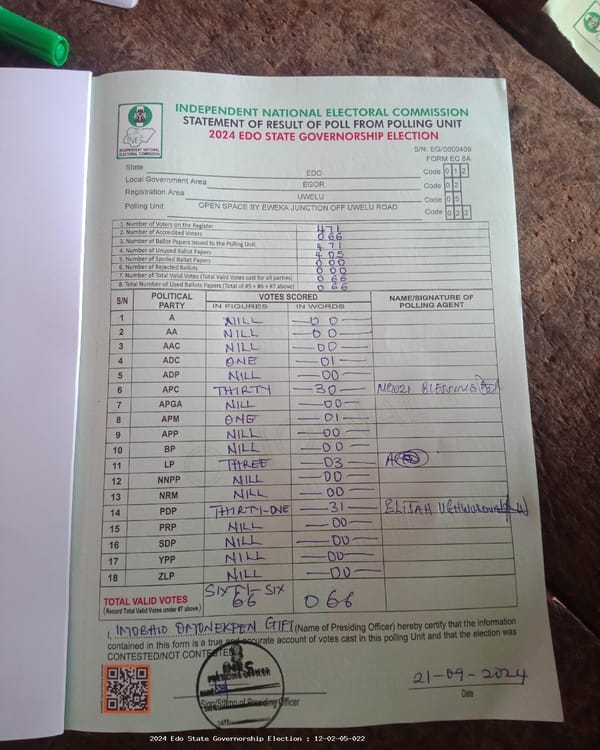 INDEPENDENT NATIONAL ELECTORAL COMMISSION
STATEMENT OF RESULT OF POLL FROM POLLING UNIT
2024 EDO STATE GOVERNORSHIP ELECTION
INDEPENDENT NATIONAL ELECTORAL COMMISSION
S/N: EG/0000409
FORM EC 8A
State EDO Code 0 1 2
Local Government Area EGOR Code 0 2
Registration Area UWELU Code 0 5
Polling Unit OPEN SPACE BY EWEKA JUNCTION OFF UWELU ROAD Code 0 2 2
1. Number of Voters on the Register 471
2. Number of Accredited Voters 066
3. Number of Ballot Papers Issued to the Polling Unit 471
4. Number of Unused Ballot Papers 405
5. Number of Spoiled Ballot Papers 000
6. Number of Rejected Ballots 000
7. Number of Total Valid Votes (Total Valid Votes cast for all parties) 066
8. Total Number of Used Ballots Papers (Total of #5 + #6 + #7 above) 066
S/N POLITICAL PARTY VOTES SCORED NAME/SIGNATURE OF POLLING AGENT
IN FIGURES IN WORDS
1 A NILL 00
2 AA NILL 00
3 AAC NILL 00
4 ADC ONE 01
5 ADP NILL 00
6 APC THIRTY 30 BLESSING
7 APGA NILL 00
8 APM ONE 01
9 APP NILL 00
10 BP NILL 00
11 LP THREE 03
12 NNPP NILL 00
13 NRM NILL 00
14 PDP THIRTY-ONE 31 ELIJAH
15 PRP NILL 00
16 SDP NILL 00
17 YPP NILL 00
18 ZLP NILL 00
TOTAL VALID VOTES SIXTY-SIX 66 066
(Record Total Valid Votes under #7 above)
I, GIFT (Name of Presiding Officer) hereby certify that the information
contained in this form is a true and accurate account of votes cast in this polling Unit and that the election was
CONTESTED/NOT CONTESTED
INEC
PRESIDING OFFICER
Sign/Stamp of Presiding Officer
DATE:
21-09-2024
Date
2024 Edo State Governorship Election : 12-02-05-022